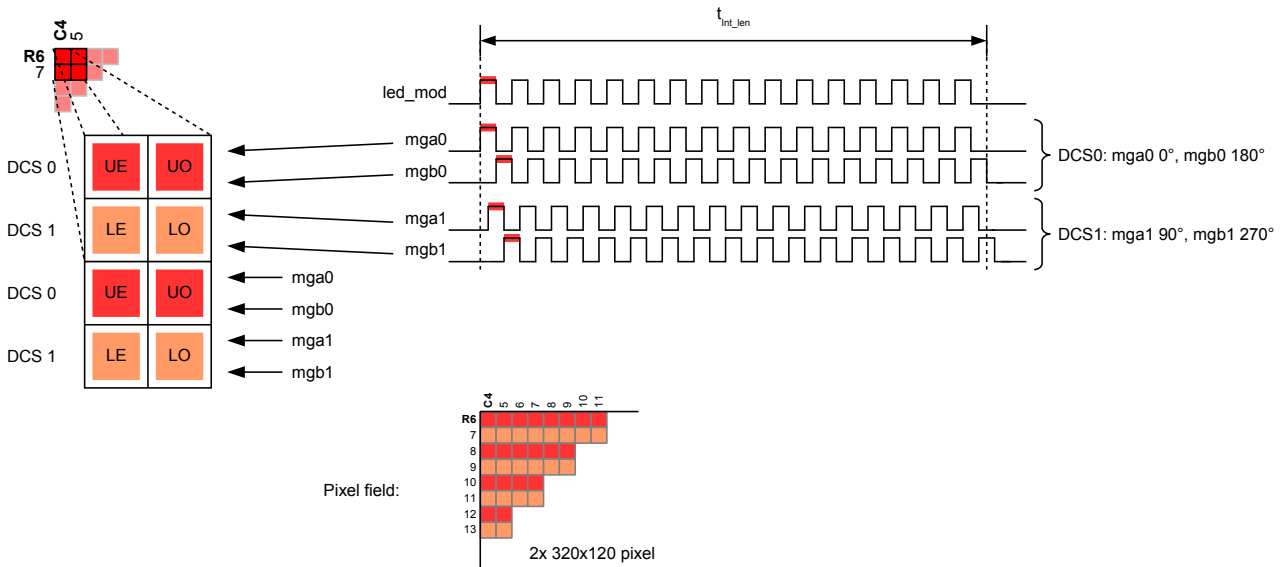 C4
5
R6
7
t_Int_len
led_mod
DCS 0
UE UO
mga0
mgb0
DCS0: mga0 0°, mgb0 180°
DCS 1
LE LO
mga1
mgb1
DCS1: mga1 90°, mgb1 270°
DCS 0
UE UO
mga0
mgb0
DCS 1
LE LO
mga1
mgb1
C4 5 6 7 8 9 10 11
R6
7
8
9
10
11
12
13
Pixel field:
2x 320x120 pixel